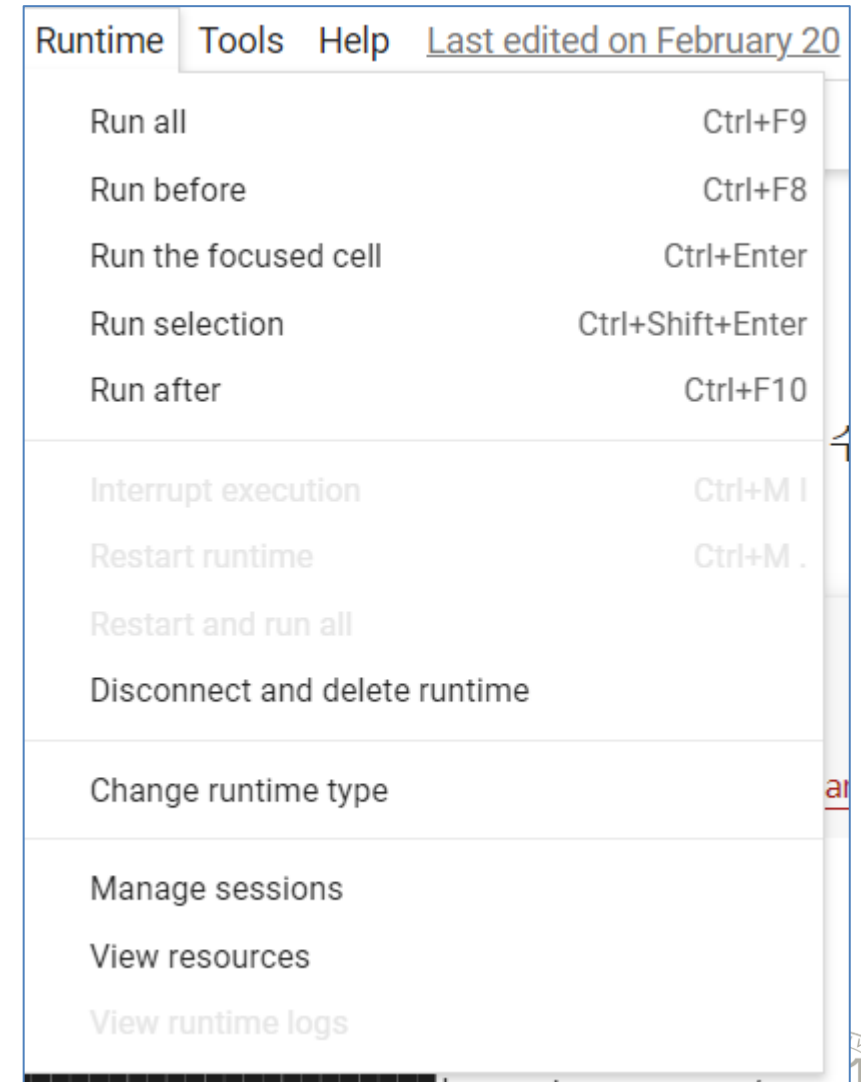 Runtime Tools Help Last edited on February 20
Run all Ctrl+F9
Run before Ctrl+F8
Run the focused cell Ctrl+Enter
Run selection Ctrl+Shift+Enter
Run after Ctrl+F10
Interrupt execution Ctrl+M I
Restart runtime Ctrl+M .
Restart and run all
Disconnect and delete runtime
Change runtime type
Manage sessions
View resources
View runtime logs